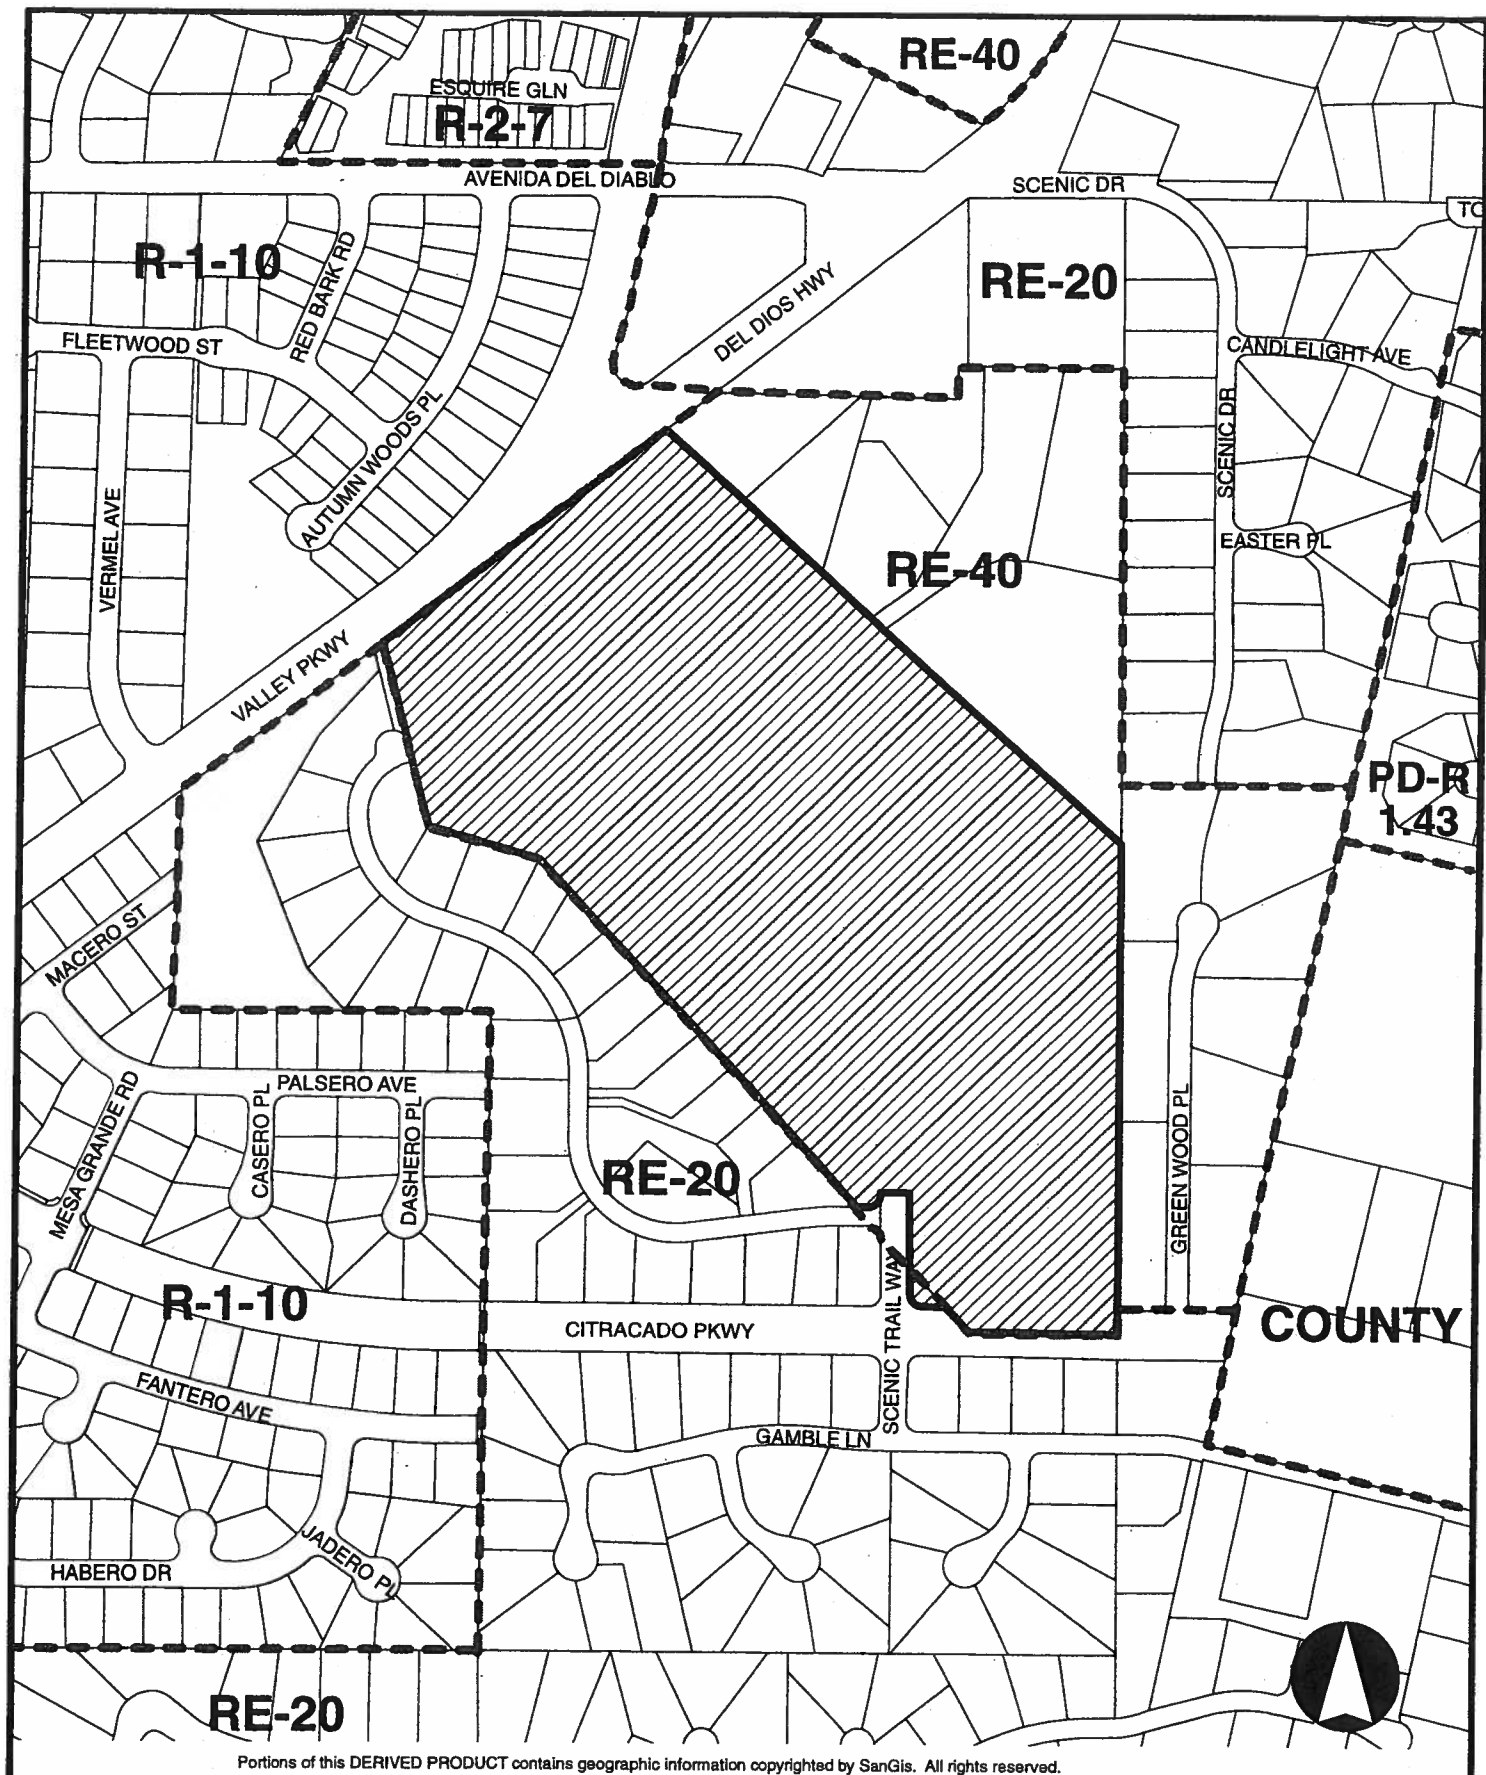 RE-40
ESQUIRE GLN
R-2-7
AVENIDA DEL DIABLO
SCENIC DR
R-1-10
RED BARK RD
RE-20
DEL DIOS HWY
FLEETWOOD ST
CANDLELIGHT AVE
AUTUMN WOODS PL
SCENIC DR
VERMEL AVE
EASTER PL
RE-40
VALLEY PKWY
PD-R
1.43
MACERO ST
PALSERO AVE
MESA GRANDE RD
CASERO PL
DASHERO PL
RE-20
GREEN WOOD PL
R-1-10
CITRACADO PKWY
SCENIC TRAIL WAY
COUNTY
FANTERO AVE
GAMBLE LN
JADERO PL
HABERO DR
RE-20
Portions of this DERIVED PRODUCT contains geographic information copyrighted by SanGis. All rights reserved.